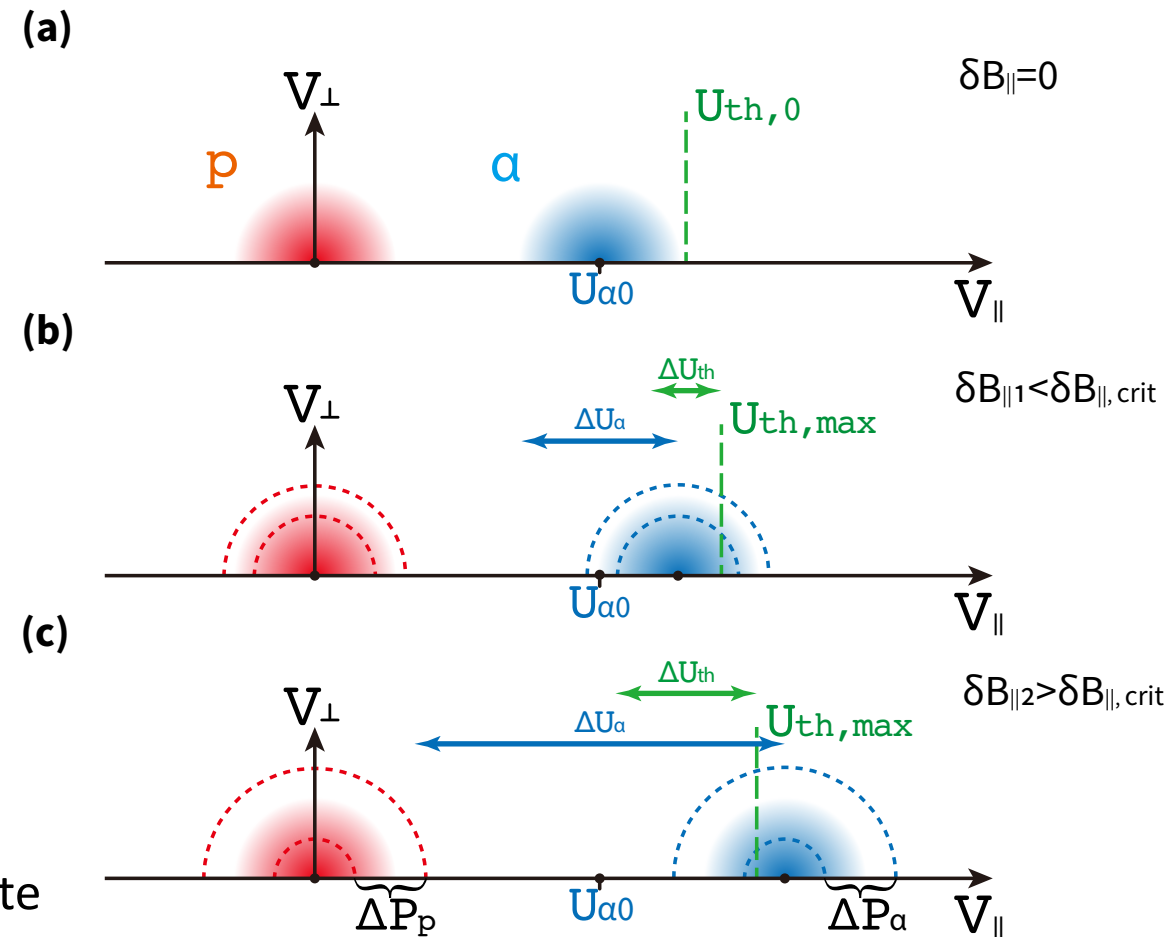 (a)
δB||=0
V⊥
Uth,0
p
α
Uα0
V||
(b)
ΔUth
δB||1<δB||, crit
V⊥
ΔUα
Uth,max
Uα0
V||
(c)
ΔUth
δB||2>δB||, crit
V⊥
ΔUα
Uth,max
te
Uα0
V||
ΔPp
ΔPα